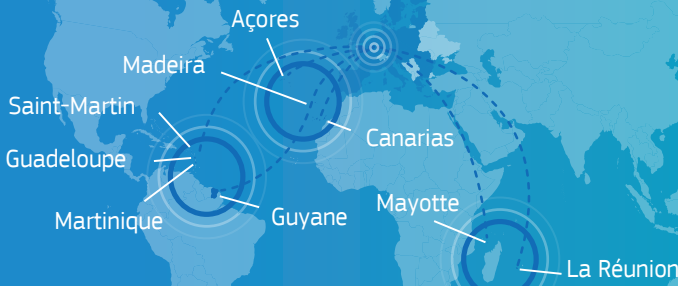 Açores
Madeira
Saint-Martin
Canarias
Guadeloupe
Mayotte
Martinique
Guyane
La Réunion